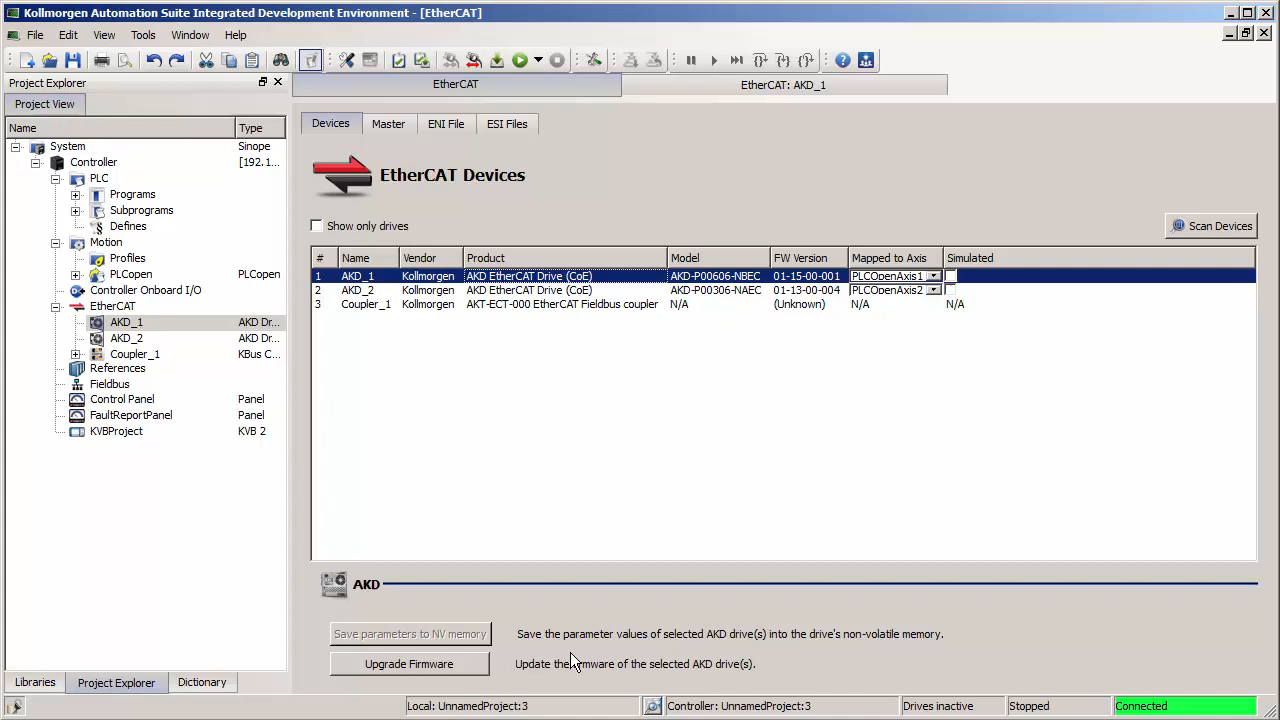 Kollmorgen Automation Suite Integrated Development Environment - [EtherCAT]
File Edit View Tools Window Help
Project Explorer
EtherCAT
EtherCAT: AKD_1
Project View
Devices Master ENI File ESI Files
Name Type
System Sinope
Controller [192.1...
PLC
Programs
Subprograms
Defines
Motion
Profiles
PLCopen PLCopen
Controller Onboard I/O
EtherCAT
AKD_1 AKD Dr...
AKD_2 AKD Dr...
Coupler_1 KBus C...
References
Fieldbus
Control Panel Panel
FaultReportPanel Panel
KVBProject KVB 2
EtherCAT Devices
Show only drives
Scan Devices
# Name Vendor Product Model FW Version Mapped to Axis Simulated
1 AKD_1 Kollmorgen AKD EtherCAT Drive (CoE) AKD-P00606-NBEC 01-15-00-001 PLCOpenAxis1
2 AKD_2 Kollmorgen AKD EtherCAT Drive (CoE) AKD-P00306-NAEC 01-13-00-004 PLCOpenAxis2
3 Coupler_1 Kollmorgen AKT-ECT-000 EtherCAT Fieldbus coupler N/A (Unknown) N/A N/A
AKD
Save parameters to NV memory Save the parameter values of selected AKD drive(s) into the drive's non-volatile memory.
Upgrade Firmware Update the firmware of the selected AKD drive(s).
Libraries Project Explorer Dictionary
Local: UnnamedProject:3 Controller: UnnamedProject:3 Drives inactive Stopped Connected